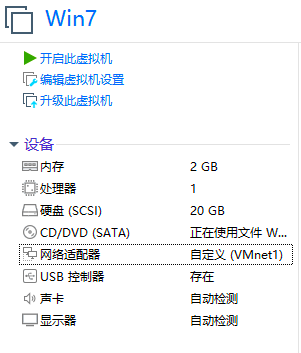 Win7
开启此虚拟机
编辑虚拟机设置
升级此虚拟机
设备
内存 2 GB
处理器 1
硬盘 (SCSI) 20 GB
CD/DVD (SATA) 正在使用文件 W...
网络适配器 自定义 (VMnet1)
USB 控制器 存在
声卡 自动检测
显示器 自动检测